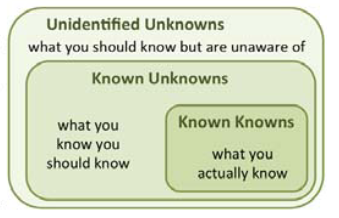 Unidentified Unknowns
what you should know but are unaware of
Known Unknowns
what you
know you
should know
Known Knowns
what you
actually know